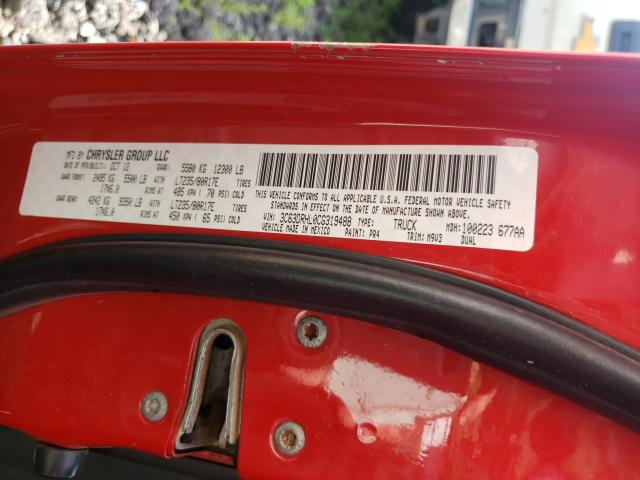 MFD BY CHRYSLER GROUP LLC
DATE OF MFR/BUILT: OCT 12 GVWR: 5580 KG 12300 LB
GAWR FRONT: 2495 KG 5500 LB LT235/80R17E TIRES
17X6.0 RIMS AT 485 KPA( 70 PSI) COLD
GAWR REAR: 4242 KG 9350 LB LT235/80R17E TIRES
17X6.0 RIMS AT 450 KPA( 65 PSI) COLD
THIS VEHICLE CONFORMS TO ALL APPLICABLE U.S.A. FEDERAL MOTOR VEHICLE SAFETY
STANDARDS IN EFFECT ON THE DATE OF MANUFACTURE SHOWN ABOVE.
VIN: 3C63DRHL0CG319488 TYPE: TRUCK MDH: 100223 677AA
VEHICLE MADE IN MEXICO PAINT: PR4 TRIM: M9V3 DUAL